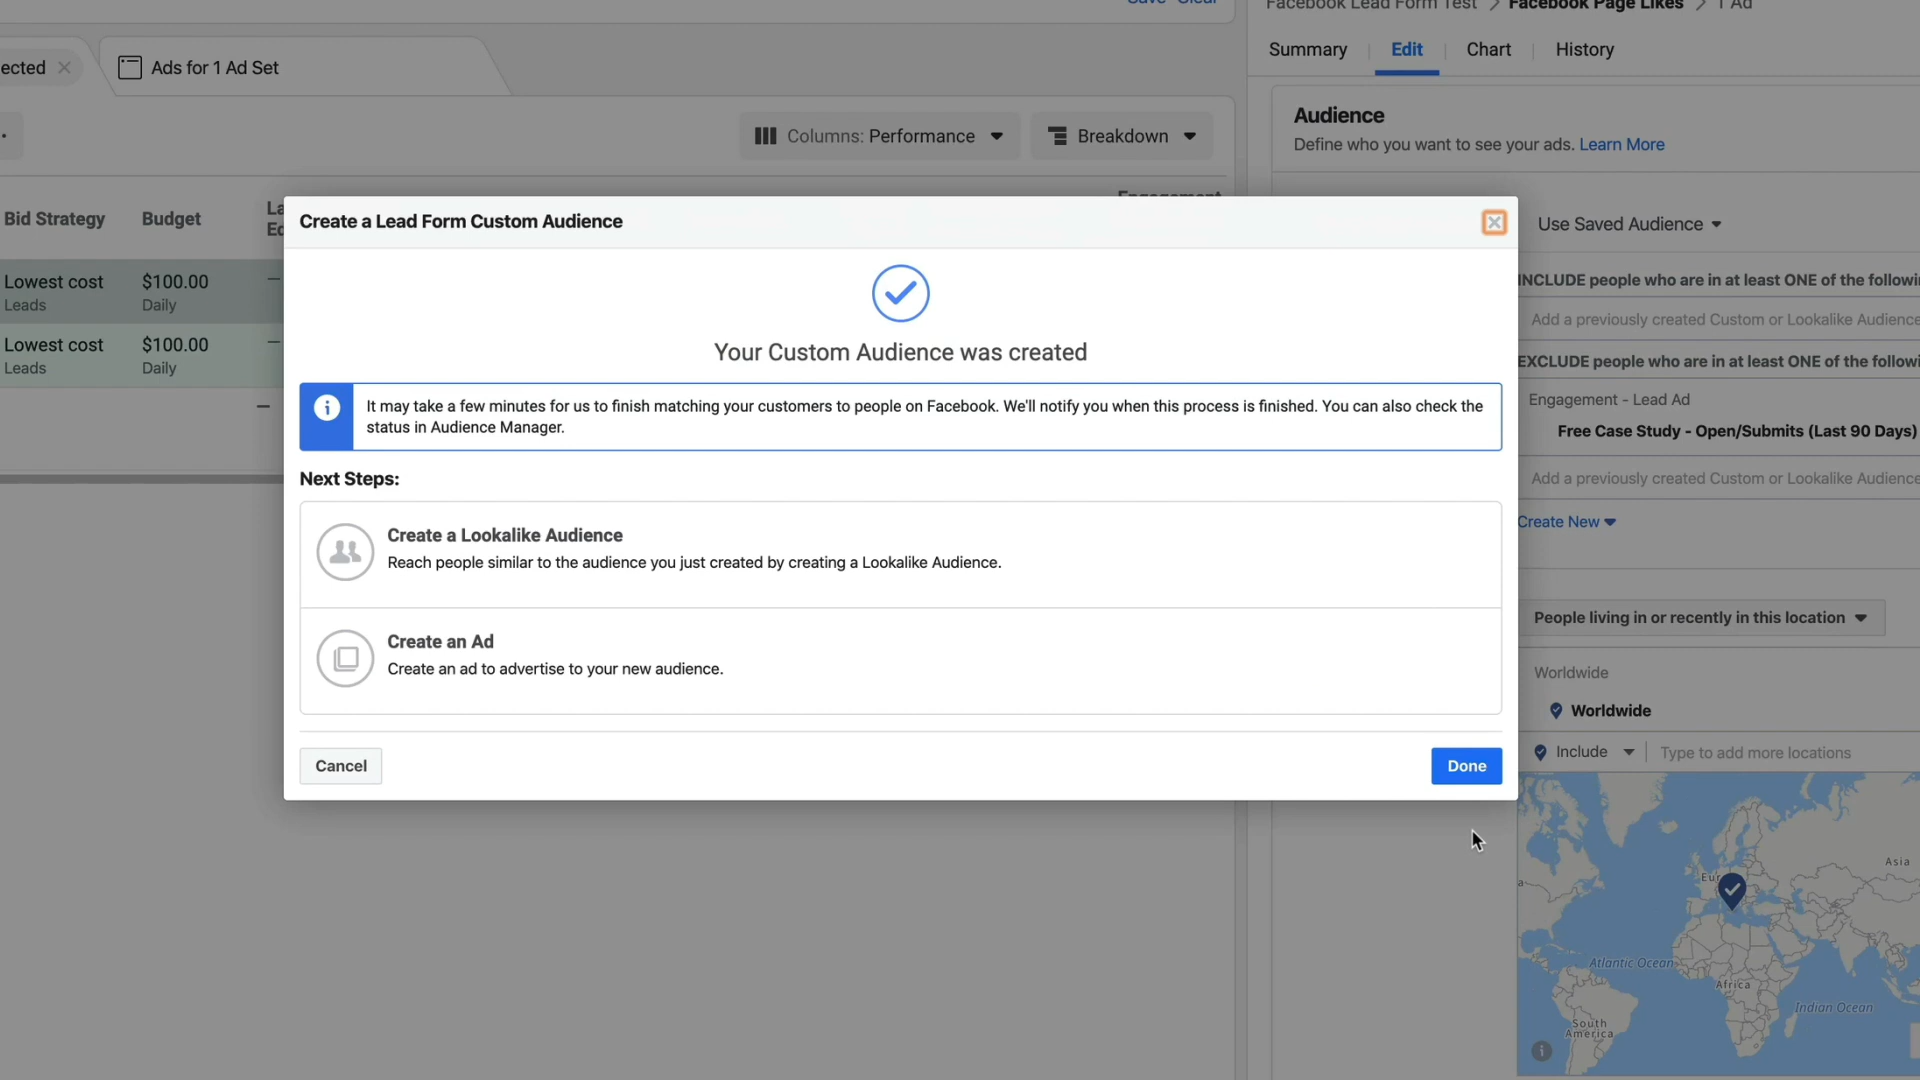 Save Clear
Facebook Lead Form Test > Facebook Page Likes > 1 Ad
ected
Ads for 1 Ad Set
Summary
Edit
Chart
History
Columns: Performance
Breakdown
Audience
Define who you want to see your ads. Learn More
Engagement
Bid Strategy
Budget
La
Ed
Use Saved Audience
Lowest cost
$100.00
Leads
Daily
Lowest cost
$100.00
Leads
Daily
Create a Lead Form Custom Audience
Your Custom Audience was created
It may take a few minutes for us to finish matching your customers to people on Facebook. We'll notify you when this process is finished. You can also check the
status in Audience Manager.
Next Steps:
Create a Lookalike Audience
Reach people similar to the audience you just created by creating a Lookalike Audience.
Create an Ad
Create an ad to advertise to your new audience.
Cancel
Done
INCLUDE people who are in at least ONE of the followi
Add a previously created Custom or Lookalike Audience
EXCLUDE people who are in at least ONE of the followi
Engagement - Lead Ad
Free Case Study - Open/Submits (Last 90 Days)
Add a previously created Custom or Lookalike Audience
Create New
People living in or recently in this location
Worldwide
Worldwide
Include
Type to add more locations
Asia
Eur
Atlantic Ocean
Africa
Indian Ocean
South
America